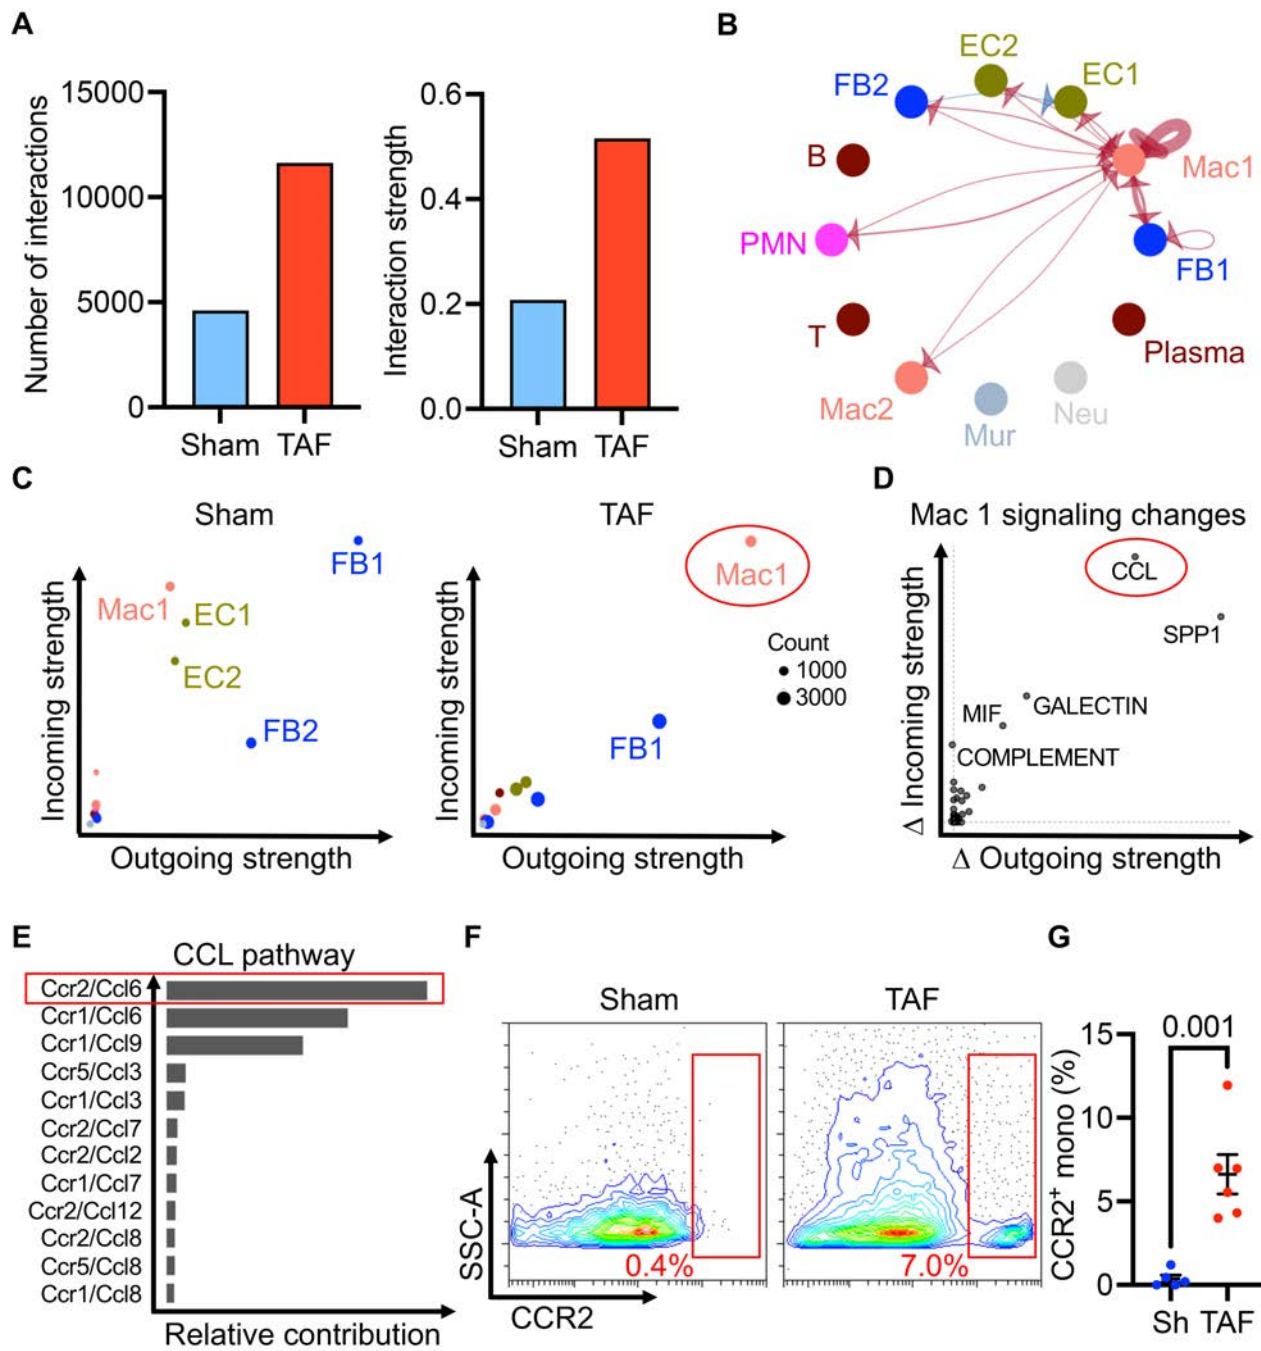 A
Number of interactions
15000
10000
5000
0
Sham TAF
Interaction strength
0.6
0.4
0.2
0.0
Sham TAF
B
EC2
EC1
FB2
B
Mac1
PMN
FB1
T
Plasma
Mac2
Mur
Neu
C
Sham
Incoming strength
FB1
Mac1
EC1
EC2
FB2
Outgoing strength
TAF
Incoming strength
Mac1
Count
1000
3000
FB1
Outgoing strength
D
Mac 1 signaling changes
Δ Incoming strength
CCL
SPP1
GALECTIN
MIF
COMPLEMENT
Δ Outgoing strength
E
CCL pathway
Ccr2/Ccl6
Ccr1/Ccl6
Ccr1/Ccl9
Ccr5/Ccl3
Ccr1/Ccl3
Ccr2/Ccl7
Ccr2/Ccl2
Ccr1/Ccl7
Ccr2/Ccl12
Ccr2/Ccl8
Ccr5/Ccl8
Ccr1/Ccl8
Relative contribution
F
Sham
TAF
SSC-A
0.4%
7.0%
CCR2
G
CCR2+ mono (%)
15
10
5
0
0.001
Sh TAF